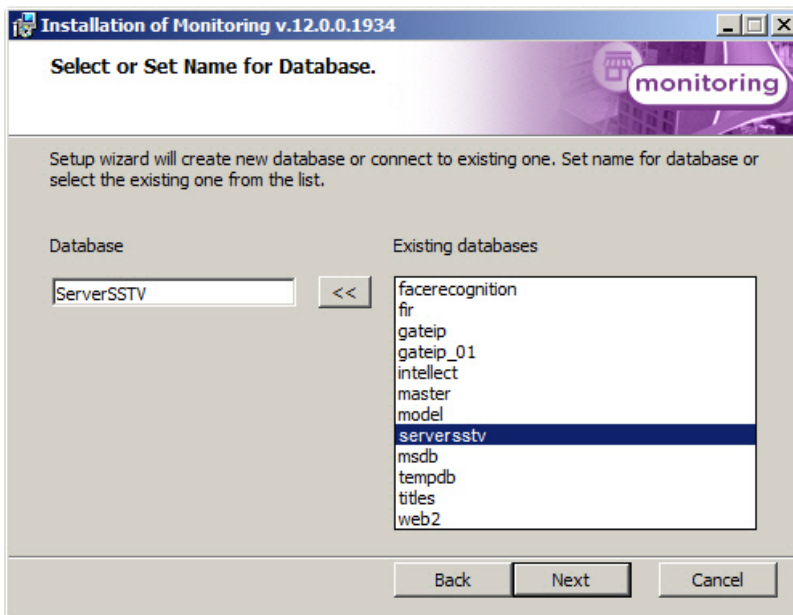 Installation of Monitoring v.12.0.0.1934
Select or Set Name for Database.
monitoring
Setup wizard will create new database or connect to existing one. Set name for database or
select the existing one from the list.
Database
Existing databases
ServerSSTV
<<
facerecognition
fir
gateip
gateip_01
intellect
master
model
serversstv
msdb
tempdb
titles
web2
Back
Next
Cancel